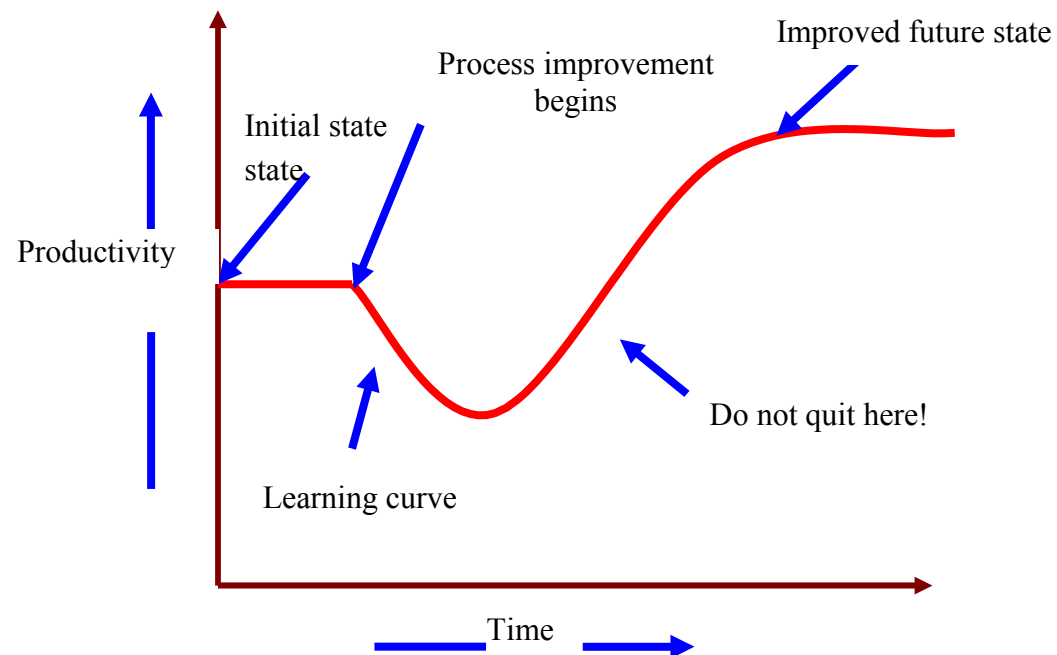 Improved future state
Process improvement
begins
Initial state
state
Productivity
Do not quit here!
Learning curve
Time